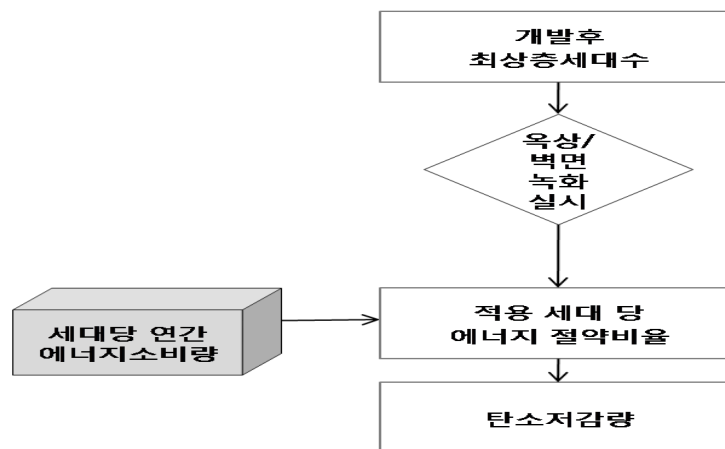 개발후
최상층세대수
옥상/
벽면
녹화
실시
적용 세대 당
에너지 절약비율
세대당 연간
에너지소비량
탄소저감량